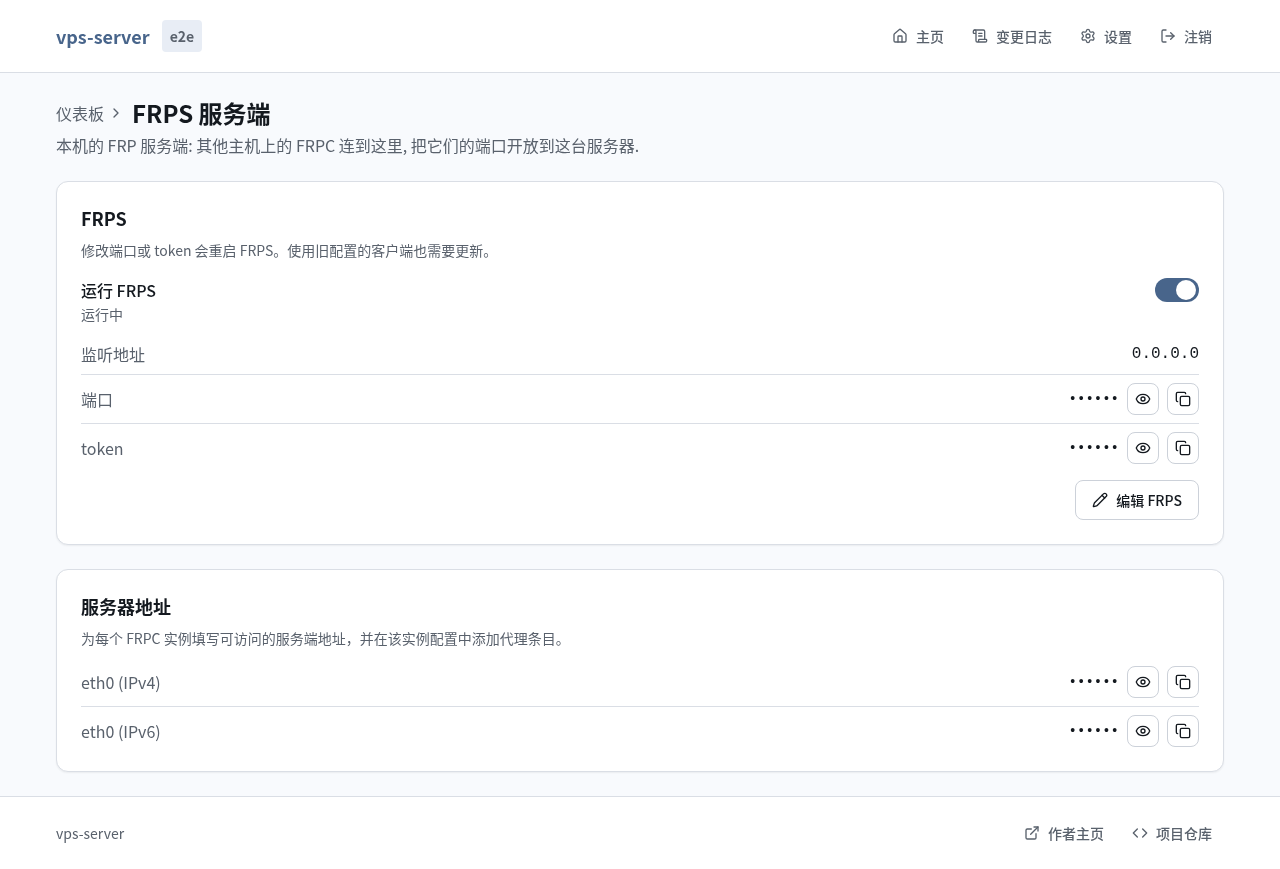 vps-server e2e 主页 变更日志 设置 注销
仪表板 FRPS 服务端
本机的 FRP 服务端: 其他主机上的 FRPC 连到这里, 把它们的端口开放到这台服务器.
FRPS
修改端口或 token 会重启 FRPS。使用旧配置的客户端也需要更新。
运行 FRPS
运行中
监听地址 0.0.0.0
端口 ••••••
token ••••••
编辑 FRPS
服务器地址
为每个 FRPC 实例填写可访问的服务端地址，并在该实例配置中添加代理条目。
eth0 (IPv4) ••••••
eth0 (IPv6) ••••••
vps-server 作者主页 项目仓库